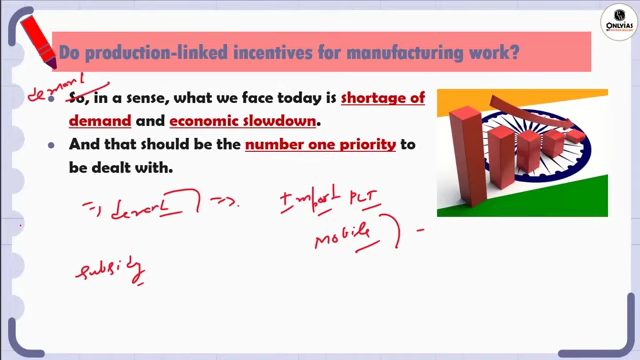 ONLYIAS
Do production-linked incentives for manufacturing work?
demand
So, in a sense, what we face today is shortage of
demand and economic slowdown.
And that should be the number one priority to
be dealt with.
=> demand => Import PLI
Mobile
subsidy